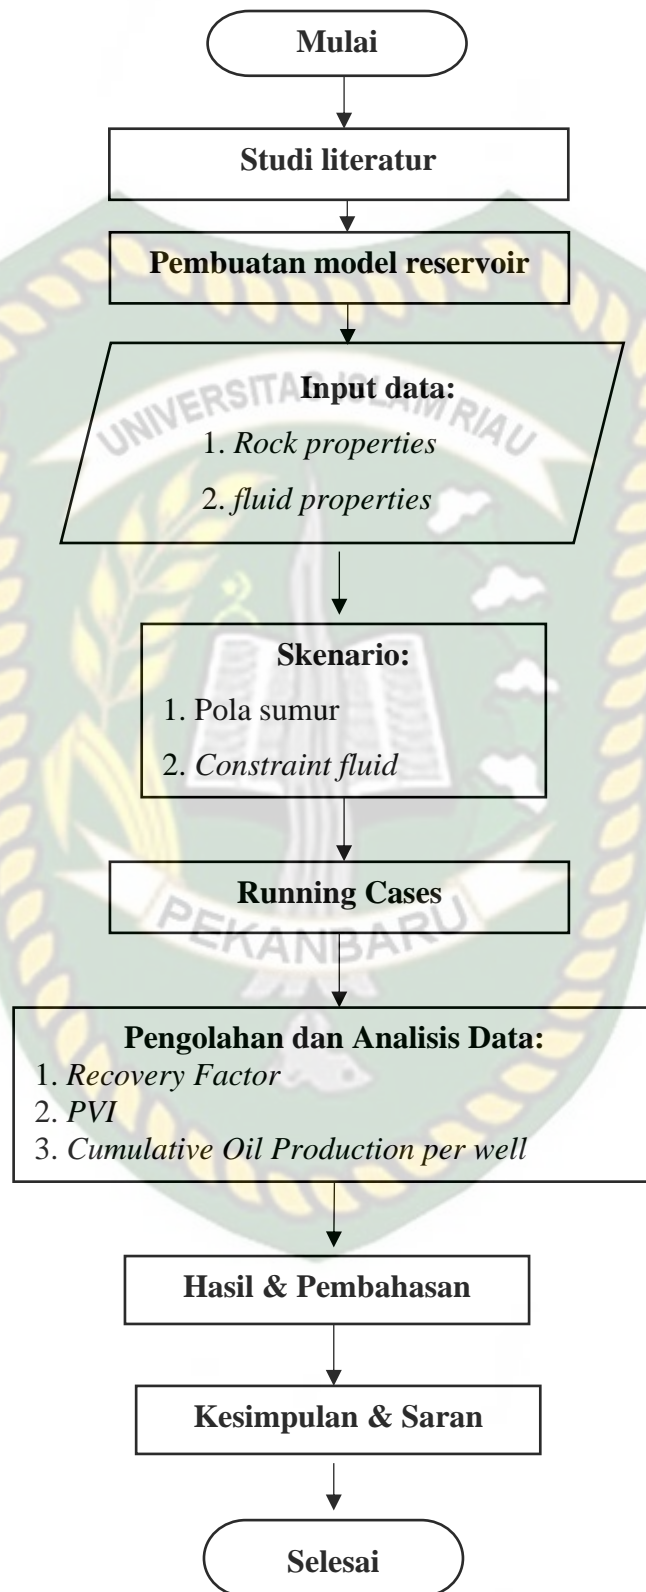 Mulai
Studi literatur
Pembuatan model reservoir
Input data:
UNIVERSITAS ISLAM RIAU
1. Rock properties
2. fluid properties
Skenario:
1. Pola sumur
2. Constraint fluid
Running Cases
PEKANBARU
Pengolahan dan Analisis Data:
1. Recovery Factor
2. PVI
3. Cumulative Oil Production per well
Hasil & Pembahasan
Kesimpulan & Saran
Selesai